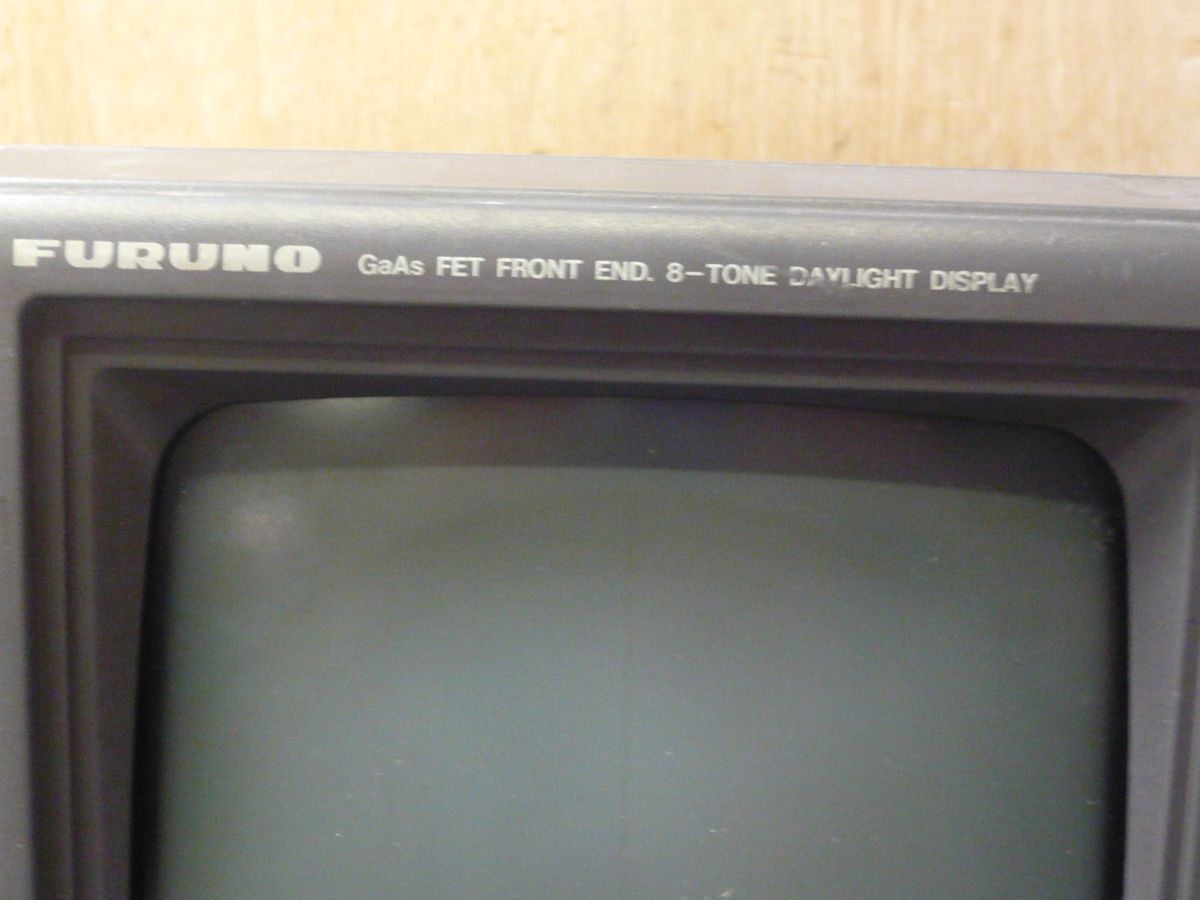 FURUNO GaAs FET FRONT END. 8-TONE DAYLIGHT DISPLAY